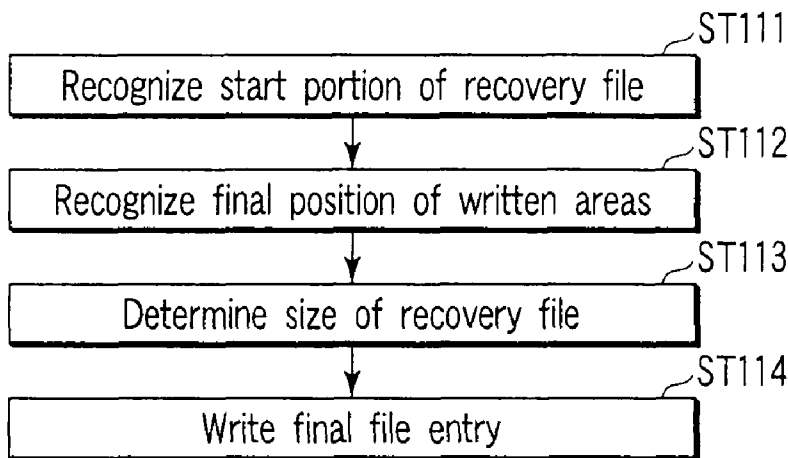 ST111
Recognize start portion of recovery file
ST112
Recognize final position of written areas
ST113
Determine size of recovery file
ST114
Write final file entry